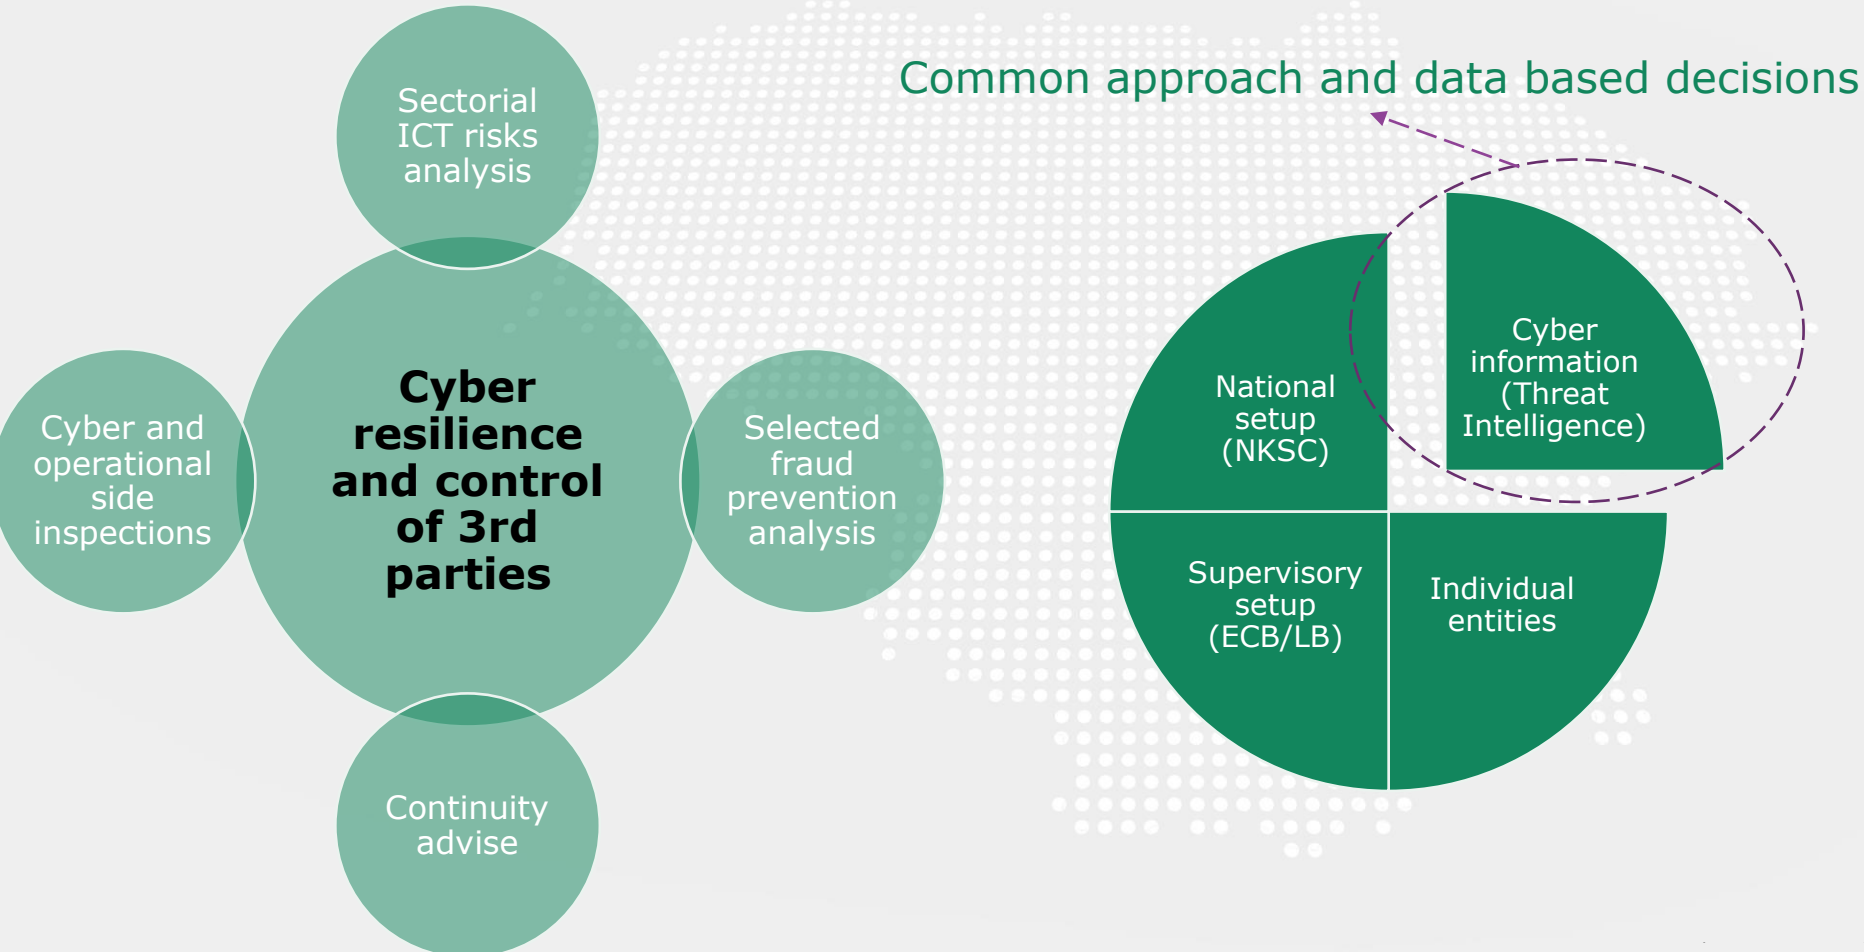 Common approach and data based decisions
Sectorial
ICT risks
analysis
Cyber and
operational
side
inspections
Cyber
resilience
and control
of 3rd
parties
Selected
fraud
prevention
analysis
Continuity
advise
National
setup
(NKSC)
Cyber
information
(Threat
Intelligence)
Supervisory
setup
(ECB/LB)
Individual
entities